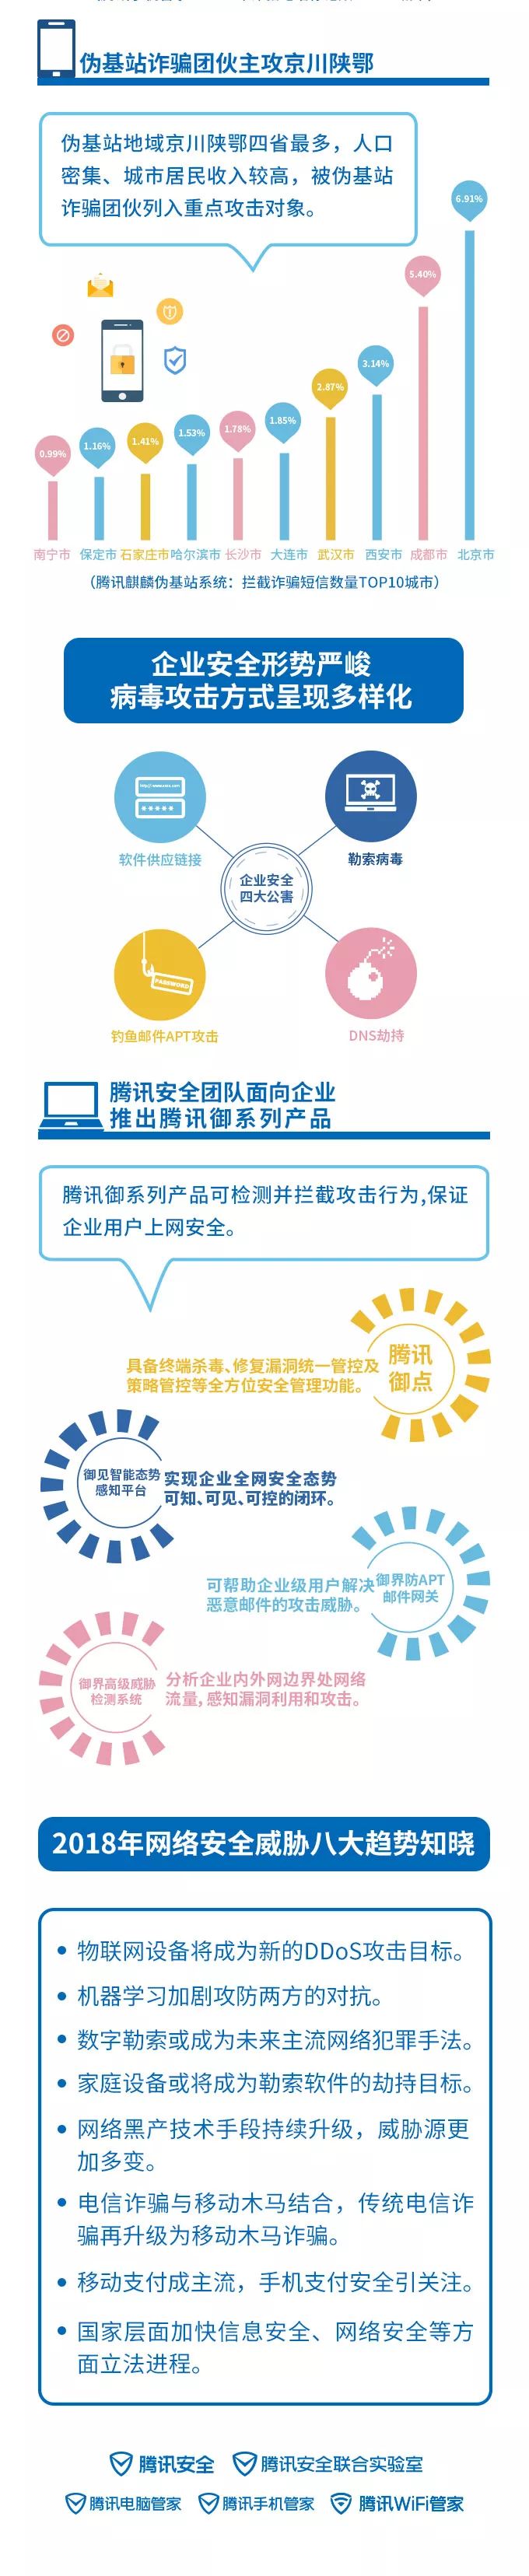 伪基站诈骗团伙主攻京川陕鄂
伪基站地域京川陕鄂四省最多，人口
密集、城市居民收入较高，被伪基站
诈骗团伙列入重点攻击对象。
6.91%
5.40%
3.14%
2.87%
1.85%
1.78%
1.53%
1.41%
1.16%
0.99%
南宁市 保定市 石家庄市 哈尔滨市 长沙市 大连市 武汉市 西安市 成都市 北京市
（腾讯麒麟伪基站系统：拦截诈骗短信数量TOP10城市）
企业安全形势严峻
病毒攻击方式呈现多样化
软件供应链接
勒索病毒
企业安全
四大公害
PASSWORD
钓鱼邮件APT攻击
DNS劫持
腾讯安全团队面向企业
推出腾讯御系列产品
腾讯御系列产品可检测并拦截攻击行为,保证
企业用户上网安全。
具备终端杀毒、修复漏洞统一管控及
策略管控等全方位安全管理功能。
腾讯
御点
御见智能态势
感知平台
实现企业全网安全态势
可知、可见、可控的闭环。
可帮助企业级用户解决
恶意邮件的攻击威胁。
御界防APT
邮件网关
御界高级威胁
检测系统
分析企业内外网边界处网络
流量，感知漏洞利用和攻击。
2018年网络安全威胁八大趋势知晓
• 物联网设备将成为新的DDoS攻击目标。
• 机器学习加剧攻防两方的对抗。
• 数字勒索或成为未来主流网络犯罪手法。
• 家庭设备或将成为勒索软件的劫持目标。
• 网络黑产技术手段持续升级，威胁源更
加多变。
• 电信诈骗与移动木马结合，传统电信诈
骗再升级为移动木马诈骗。
• 移动支付成主流，手机支付安全引关注。
• 国家层面加快信息安全、网络安全等方
面立法进程。
腾讯安全 腾讯安全联合实验室
腾讯电脑管家 腾讯手机管家 腾讯WiFi管家